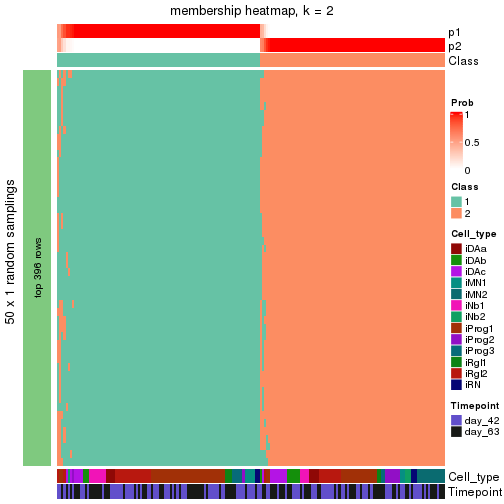 membership heatmap, k = 2
p1
p2
Class
50 x 1 random samplings
top 396 rows
Prob
1
0.5
0
Class
1
2
Cell_type
iDAa
iDAb
iDAc
iMN1
iMN2
iNb1
iNb2
iProg1
iProg2
iProg3
iRgl1
iRgl2
iRN
Timepoint
day_42
day_63
Cell_type
Timepoint